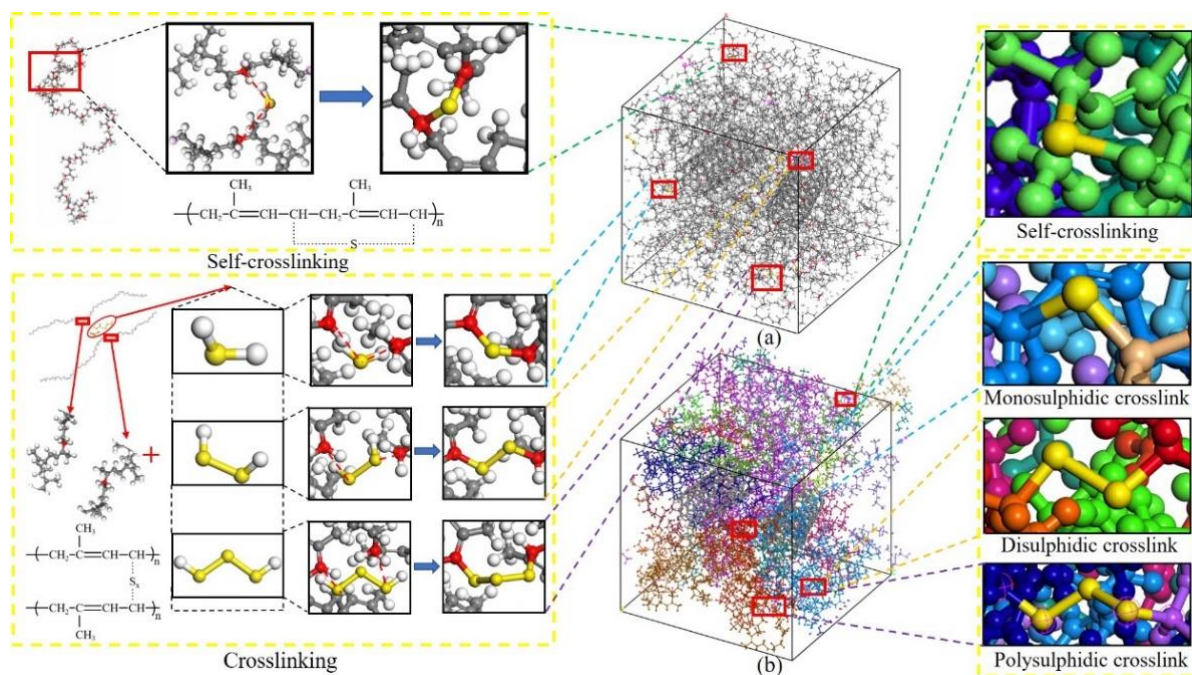 CH₃ CH₃
—(CH₂—C=CH—CH—CH₂—C=CH—CH)ₙ
S
Self-crosslinking
+
CH₃
—(CH₂—C=CH—CH)ₙ
Sₓ
—(CH₂—C=CH—CH)ₙ
CH₃
Crosslinking
(a)
(b)
Self-crosslinking
Monosulphidic crosslink
Disulphidic crosslink
Polysulphidic crosslink